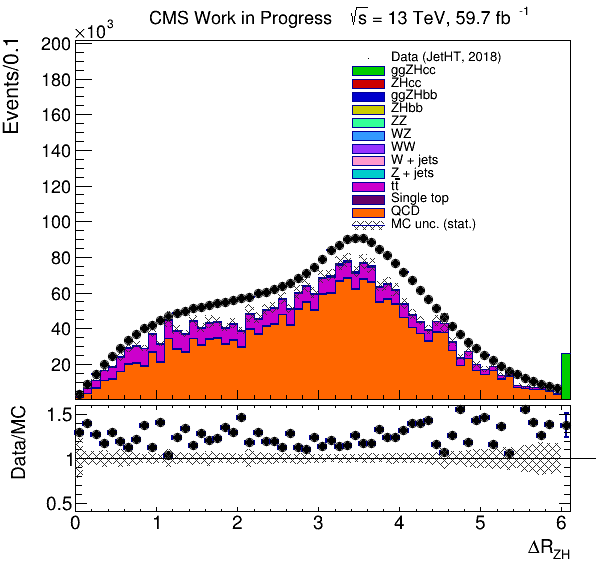 CMS Work in Progress √s = 13 TeV, 59.7 fb⁻¹
×10³
Events/0.1
200
180
160
140
120
100
80
60
40
20
Data (JetHT, 2018)
ggZHcc
ZHcc
ggZHbb
ZHbb
ZZ
WZ
WW
W + jets
Z + jets
tt̅
Single top
QCD
MC unc. (stat.)
Data/MC
1.5
1
0.5
0 1 2 3 4 5 6
ΔR_ZH